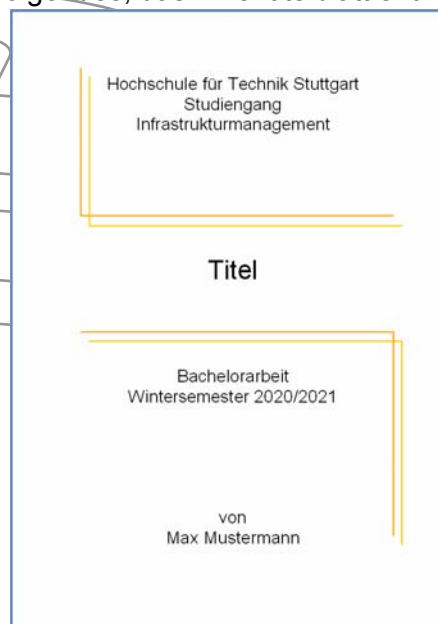 Hochschule für Technik Stuttgart
Studiengang
Infrastrukturmanagement
Titel
Bachelorarbeit
Wintersemester 2020/2021
von
Max Mustermann